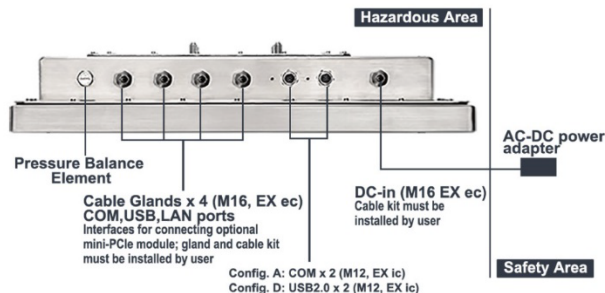 Hazardous Area
AC-DC power
adapter
Pressure Balance
Element
Cable Glands x 4 (M16, EX ec)
COM,USB,LAN ports
Interfaces for connecting optional
mini-PCIe module; gland and cable kit
must be installed by user
DC-in (M16 EX ec)
Cable kit must be
installed by user
Config. A: COM x 2 (M12, EX ic)
Config. D: USB2.0 x 2 (M12, EX ic)
Safety Area